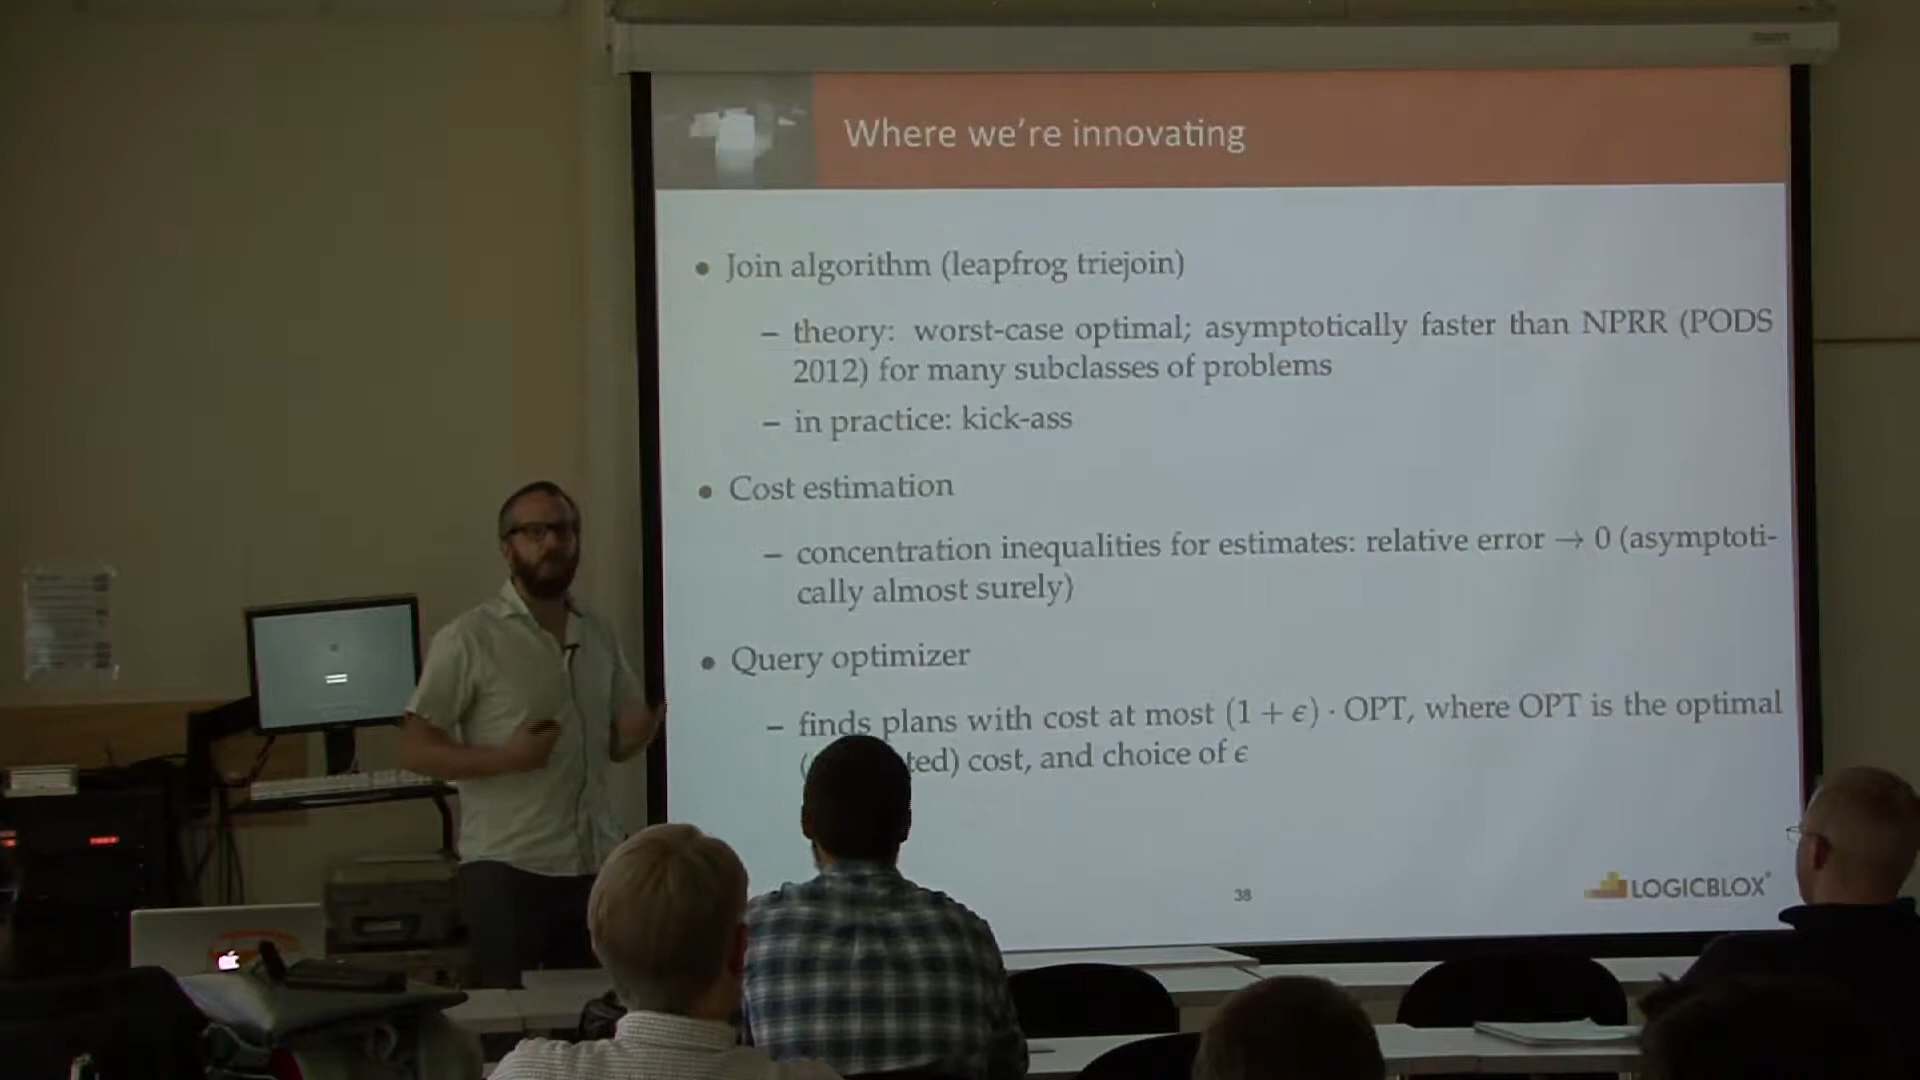 Where we're innovating
• Join algorithm (leapfrog triejoin)
– theory: worst-case optimal; asymptotically faster than NPRR (PODS
2012) for many subclasses of problems
– in practice: kick-ass
• Cost estimation
– concentration inequalities for estimates: relative error → 0 (asymptoti-
cally almost surely)
• Query optimizer
– finds plans with cost at most (1 + ϵ) · OPT, where OPT is the optimal
cost, and choice of ϵ
38
LOGICBLOX